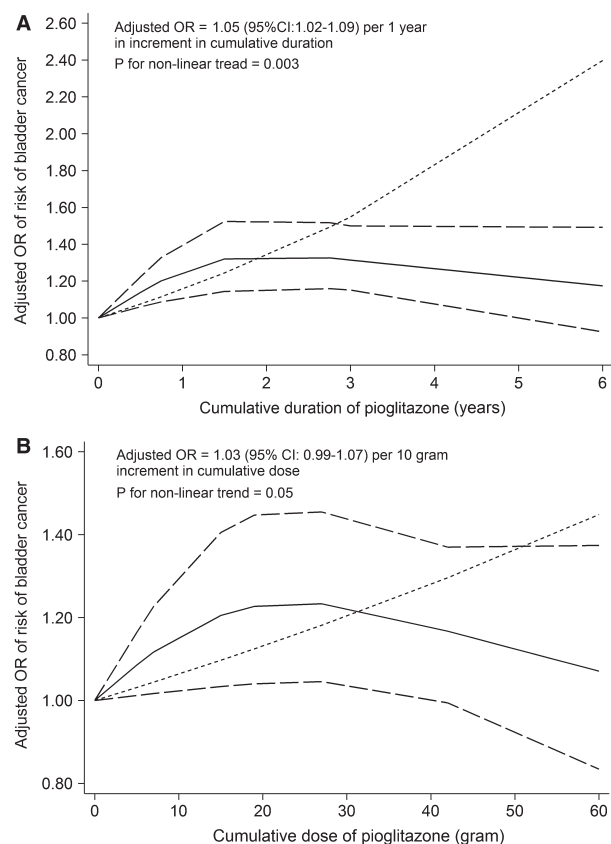 A
Adjusted OR = 1.05 (95%CI:1.02-1.09) per 1 year
in increment in cumulative duration
P for non-linear tread = 0.003
Adjusted OR of risk of bladder cancer
2.60
2.40
2.20
2.00
1.80
1.60
1.40
1.20
1.00
0.80
0 1 2 3 4 5 6
Cumulative duration of pioglitazone (years)
B
Adjusted OR = 1.03 (95% CI: 0.99-1.07) per 10 gram
increment in cumulative dose
P for non-linear trend = 0.05
Adjusted OR of risk of bladder cancer
1.60
1.40
1.20
1.00
0.80
0 10 20 30 40 50 60
Cumulative dose of pioglitazone (gram)